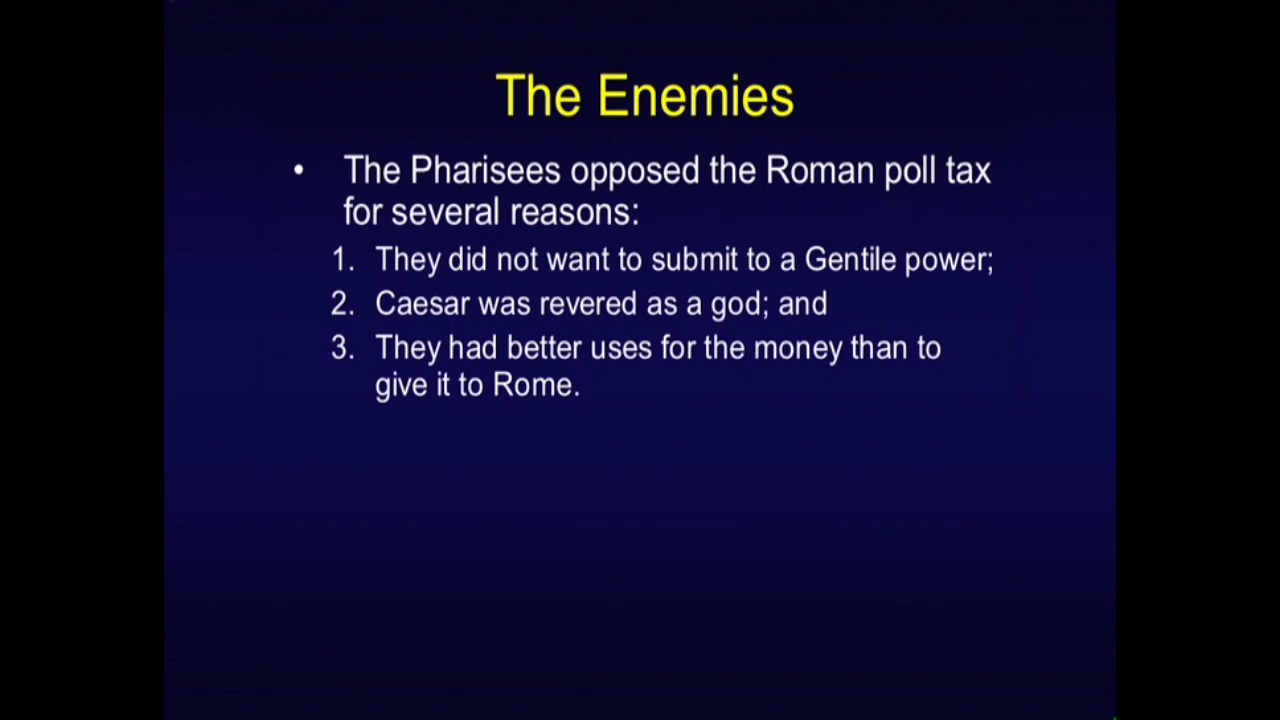 The Enemies
• The Pharisees opposed the Roman poll tax
for several reasons:
1. They did not want to submit to a Gentile power;
2. Caesar was revered as a god; and
3. They had better uses for the money than to
give it to Rome.